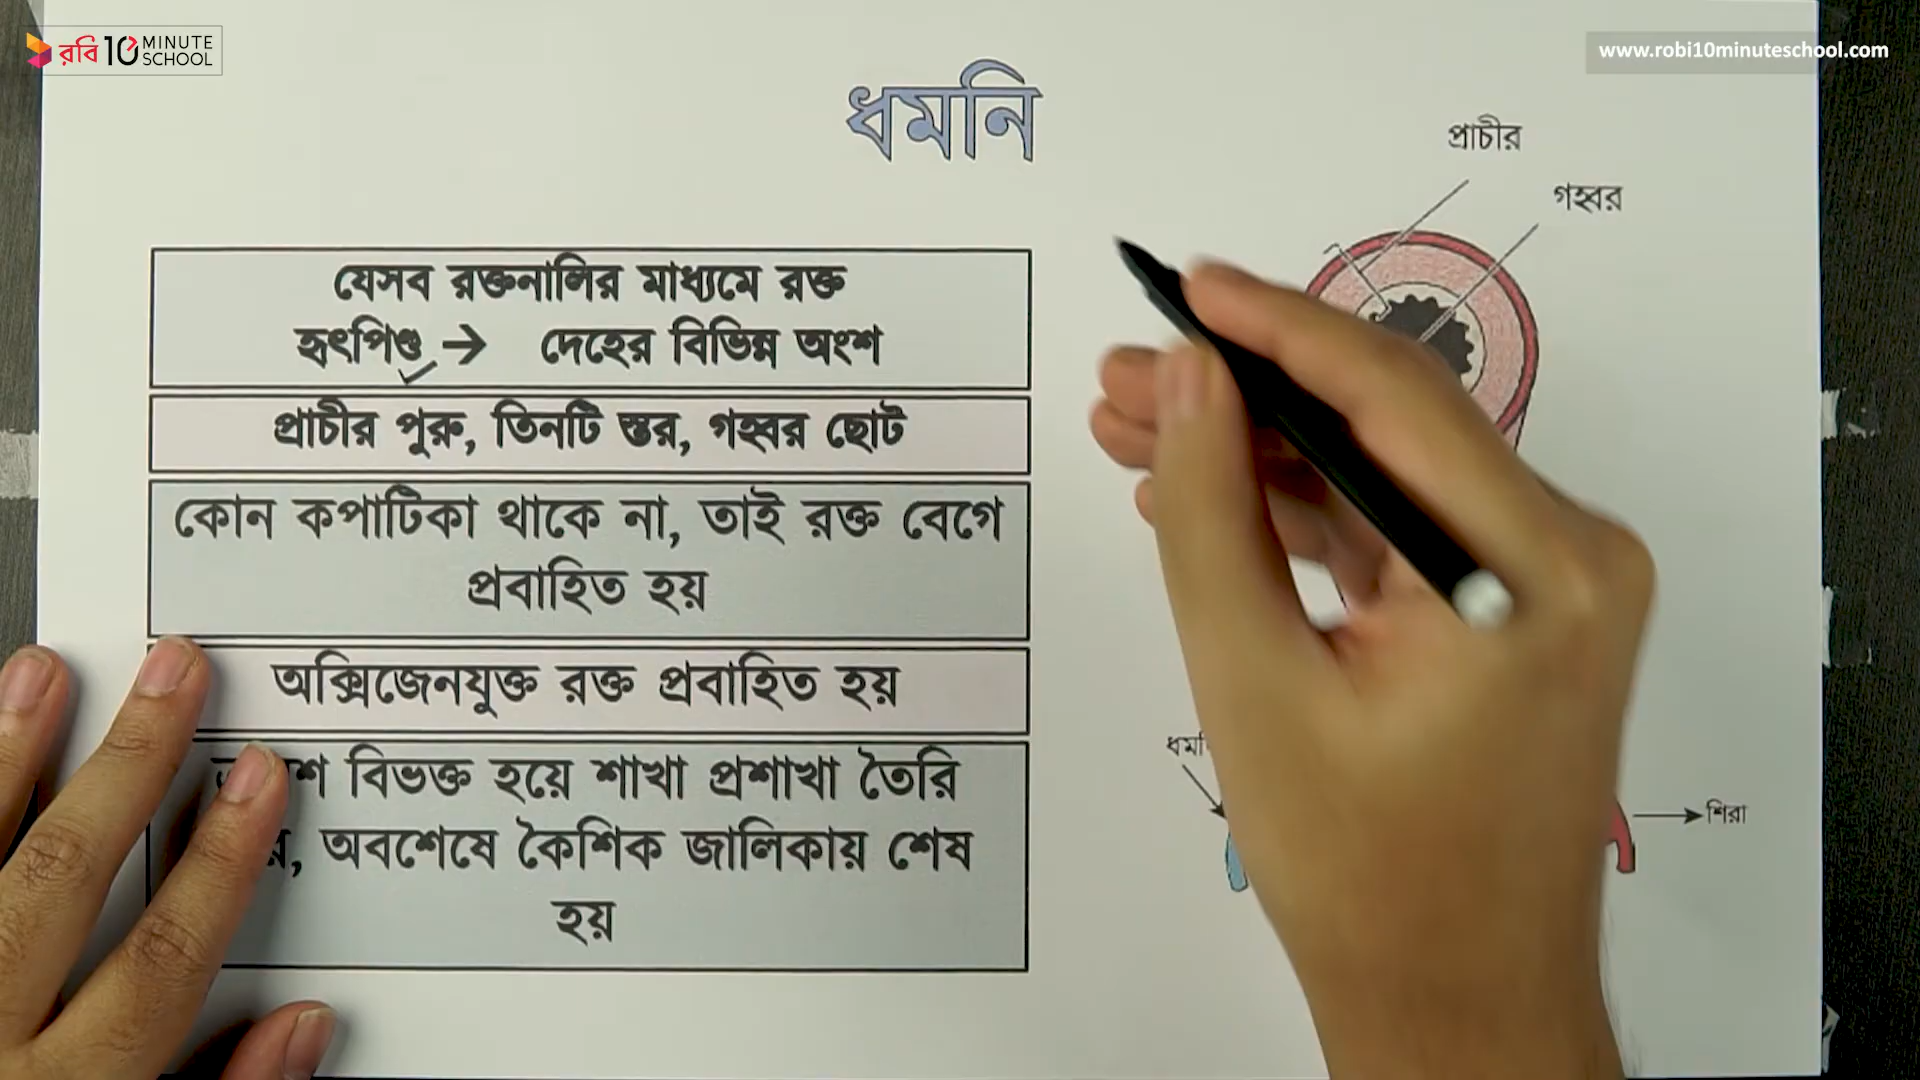 রবি 10 MINUTE SCHOOL
www.robi10minuteschool.com
ধমনি
প্রাচীর
গহ্বর
যেসব রক্তনালির মাধ্যমে রক্ত
হৃৎপিণ্ড → দেহের বিভিন্ন অংশ
প্রাচীর পুরু, তিনটি স্তর, গহ্বর ছোট
কোন কপাটিকা থাকে না, তাই রক্ত বেগে
প্রবাহিত হয়
অক্সিজেনযুক্ত রক্ত প্রবাহিত হয়
বিভক্ত হয়ে শাখা প্রশাখা তৈরি
অবশেষে কৈশিক জালিকায় শেষ
হয়
শিরা